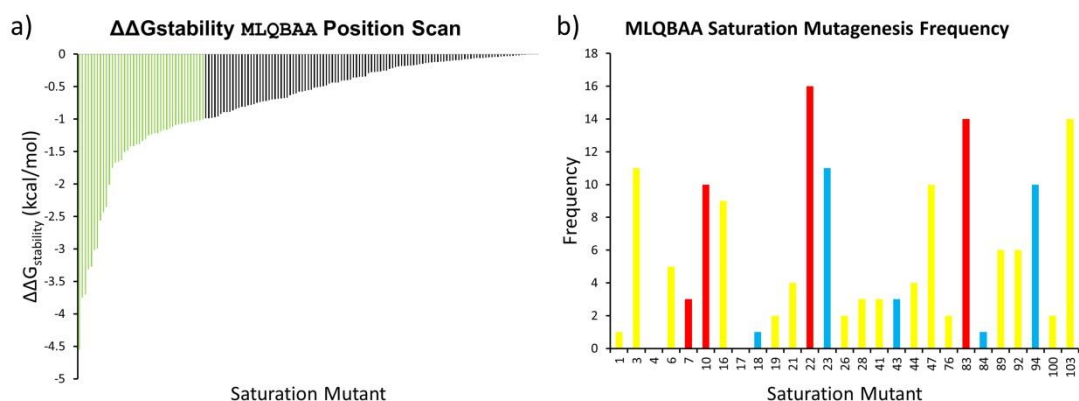 a)
ΔΔGstability MLQBAA Position Scan
0
-0.5
-1
-1.5
-2
-2.5
-3
-3.5
-4
-4.5
-5
ΔΔGstability (kcal/mol)
Saturation Mutant
b)
MLQBAA Saturation Mutagenesis Frequency
18
16
14
12
10
8
6
4
2
0
Frequency
1 3 4 6 7 10 16 17 18 19 21 22 23 26 28 41 43 44 47 76 83 84 89 92 94 100 103
Saturation Mutant